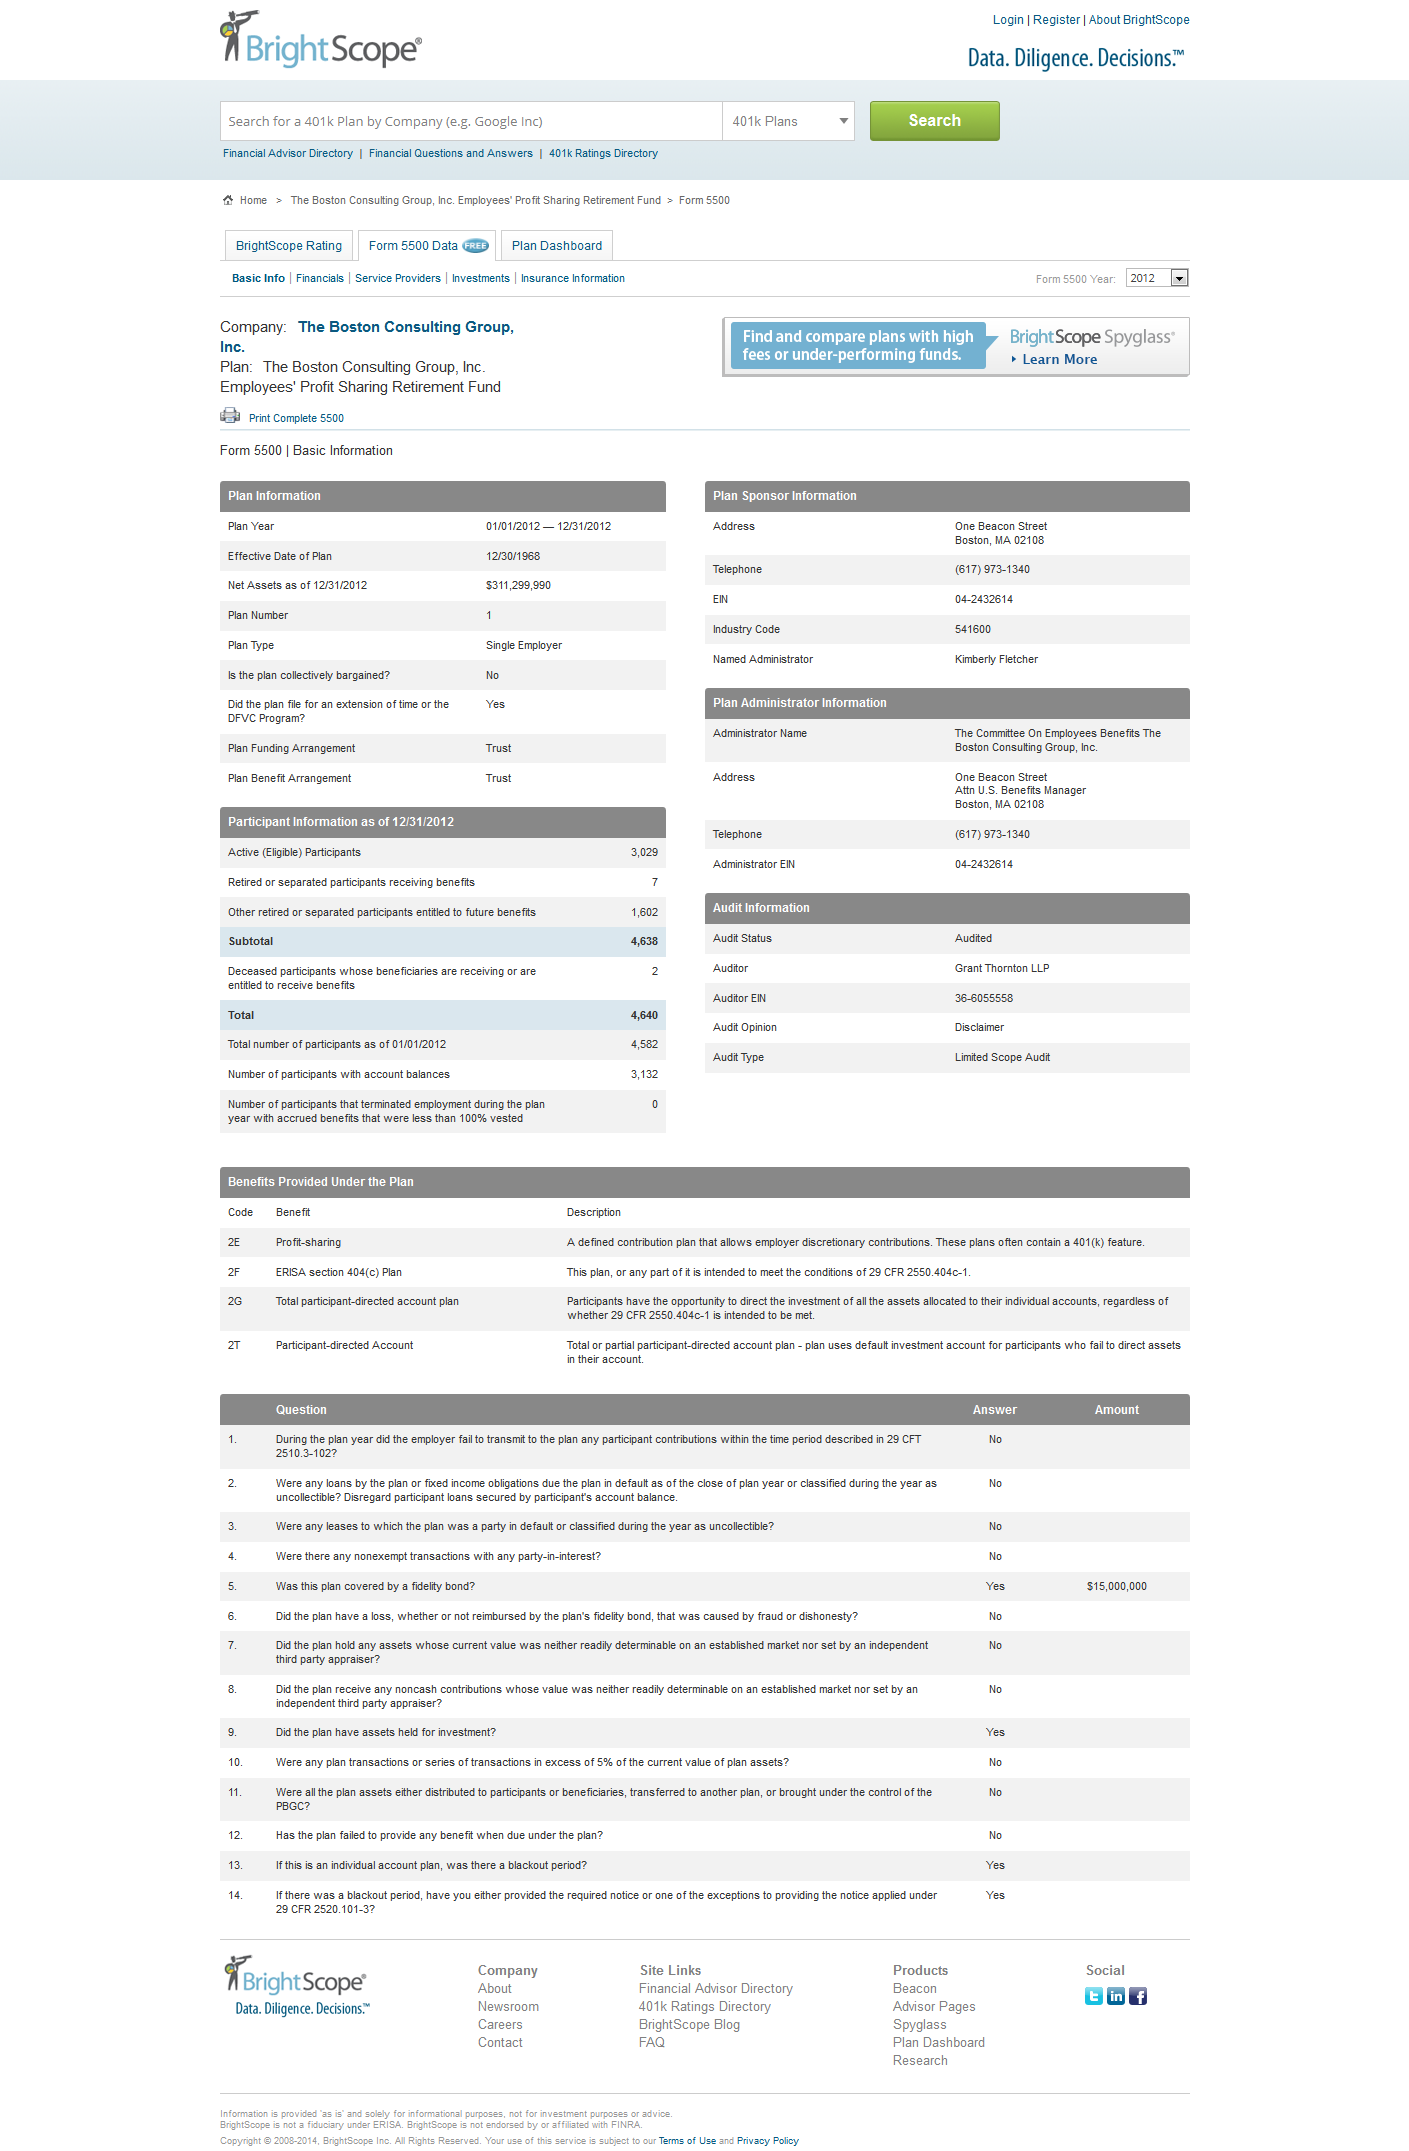 BrightScope®
Login | Register | About BrightScope
Data. Diligence. Decisions.™
Search for a 401k Plan by Company (e.g. Google Inc)
401k Plans
Search
Financial Advisor Directory | Financial Questions and Answers | 401k Ratings Directory
Home > The Boston Consulting Group, Inc. Employees' Profit Sharing Retirement Fund > Form 5500
BrightScope Rating
Form 5500 Data FREE
Plan Dashboard
Basic Info | Financials | Service Providers | Investments | Insurance Information
Form 5500 Year: 2012
Company: The Boston Consulting Group,
Inc.
Plan: The Boston Consulting Group, Inc.
Employees' Profit Sharing Retirement Fund
Find and compare plans with high
fees or under-performing funds.
BrightScope Spyglass®
Learn More
Print Complete 5500
Form 5500 | Basic Information
Plan Information
Plan Year 01/01/2012 — 12/31/2012
Effective Date of Plan 12/30/1968
Net Assets as of 12/31/2012 $311,299,990
Plan Number 1
Plan Type Single Employer
Is the plan collectively bargained? No
Did the plan file for an extension of time or the Yes
DFVC Program?
Plan Funding Arrangement Trust
Plan Benefit Arrangement Trust
Participant Information as of 12/31/2012
Active (Eligible) Participants 3,029
Retired or separated participants receiving benefits 7
Other retired or separated participants entitled to future benefits 1,602
Subtotal 4,638
Deceased participants whose beneficiaries are receiving or are 2
entitled to receive benefits
Total 4,640
Total number of participants as of 01/01/2012 4,582
Number of participants with account balances 3,132
Number of participants that terminated employment during the plan 0
year with accrued benefits that were less than 100% vested
Plan Sponsor Information
Address One Beacon Street
Boston, MA 02108
Telephone (617) 973-1340
EIN 04-2432614
Industry Code 541600
Named Administrator Kimberly Fletcher
Plan Administrator Information
Administrator Name The Committee On Employees Benefits The
Boston Consulting Group, Inc.
Address One Beacon Street
Attn U.S. Benefits Manager
Boston, MA 02108
Telephone (617) 973-1340
Administrator EIN 04-2432614
Audit Information
Audit Status Audited
Auditor Grant Thornton LLP
Auditor EIN 36-6055558
Audit Opinion Disclaimer
Audit Type Limited Scope Audit
Benefits Provided Under the Plan
Code Benefit Description
2E Profit-sharing A defined contribution plan that allows employer discretionary contributions. These plans often contain a 401(k) feature.
2F ERISA section 404(c) Plan This plan, or any part of it is intended to meet the conditions of 29 CFR 2550.404c-1.
2G Total participant-directed account plan Participants have the opportunity to direct the investment of all the assets allocated to their individual accounts, regardless of
whether 29 CFR 2550.404c-1 is intended to be met.
2T Participant-directed Account Total or partial participant-directed account plan - plan uses default investment account for participants who fail to direct assets
in their account.
Question Answer Amount
1. During the plan year did the employer fail to transmit to the plan any participant contributions within the time period described in 29 CFT No
2510.3-102?
2. Were any loans by the plan or fixed income obligations due the plan in default as of the close of plan year or classified during the year as No
uncollectible? Disregard participant loans secured by participant's account balance.
3. Were any leases to which the plan was a party in default or classified during the year as uncollectible? No
4. Were there any nonexempt transactions with any party-in-interest? No
5. Was this plan covered by a fidelity bond? Yes $15,000,000
6. Did the plan have a loss, whether or not reimbursed by the plan's fidelity bond, that was caused by fraud or dishonesty? No
7. Did the plan hold any assets whose current value was neither readily determinable on an established market nor set by an independent No
third party appraiser?
8. Did the plan receive any noncash contributions whose value was neither readily determinable on an established market nor set by an No
independent third party appraiser?
9. Did the plan have assets held for investment? Yes
10. Were any plan transactions or series of transactions in excess of 5% of the current value of plan assets? No
11. Were all the plan assets either distributed to participants or beneficiaries, transferred to another plan, or brought under the control of the No
PBGC?
12. Has the plan failed to provide any benefit when due under the plan? No
13. If this is an individual account plan, was there a blackout period? Yes
14. If there was a blackout period, have you either provided the required notice or one of the exceptions to providing the notice applied under Yes
29 CFR 2520.101-3?
BrightScope®
Data. Diligence. Decisions.™
Company
About
Newsroom
Careers
Contact
Site Links
Financial Advisor Directory
401k Ratings Directory
BrightScope Blog
FAQ
Products
Beacon
Advisor Pages
Spyglass
Plan Dashboard
Research
Social
Information is provided 'as is' and solely for informational purposes, not for investment purposes or advice.
BrightScope is not a fiduciary under ERISA. BrightScope is not endorsed by or affiliated with FINRA.
Copyright © 2008-2014, BrightScope Inc. All Rights Reserved. Your use of this service is subject to our Terms of Use and Privacy Policy